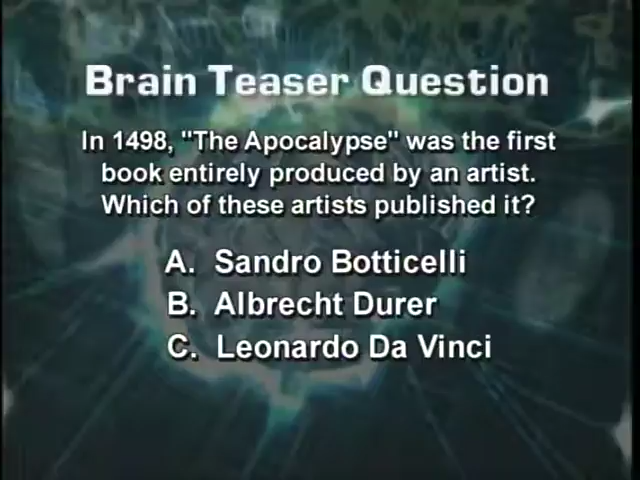 Brain Teaser Question
In 1498, "The Apocalypse" was the first
book entirely produced by an artist.
Which of these artists published it?
A. Sandro Botticelli
B. Albrecht Durer
C. Leonardo Da Vinci